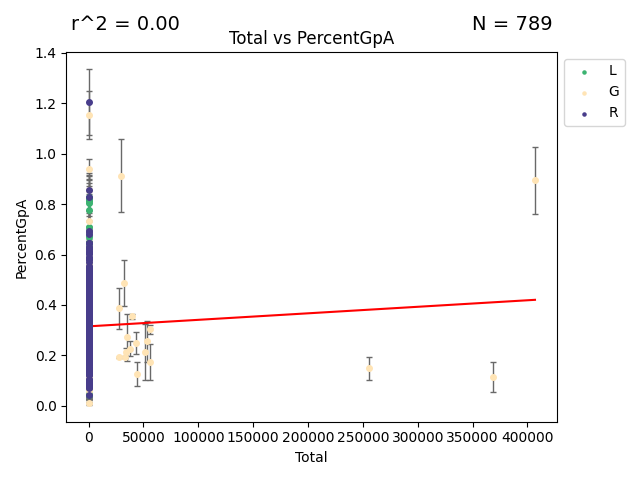 r^2 = 0.00
N = 789
Total vs PercentGpA
L
G
R
PercentGpA
1.4
1.2
1.0
0.8
0.6
0.4
0.2
0.0
0
50000
100000
150000
200000
250000
300000
350000
400000
Total